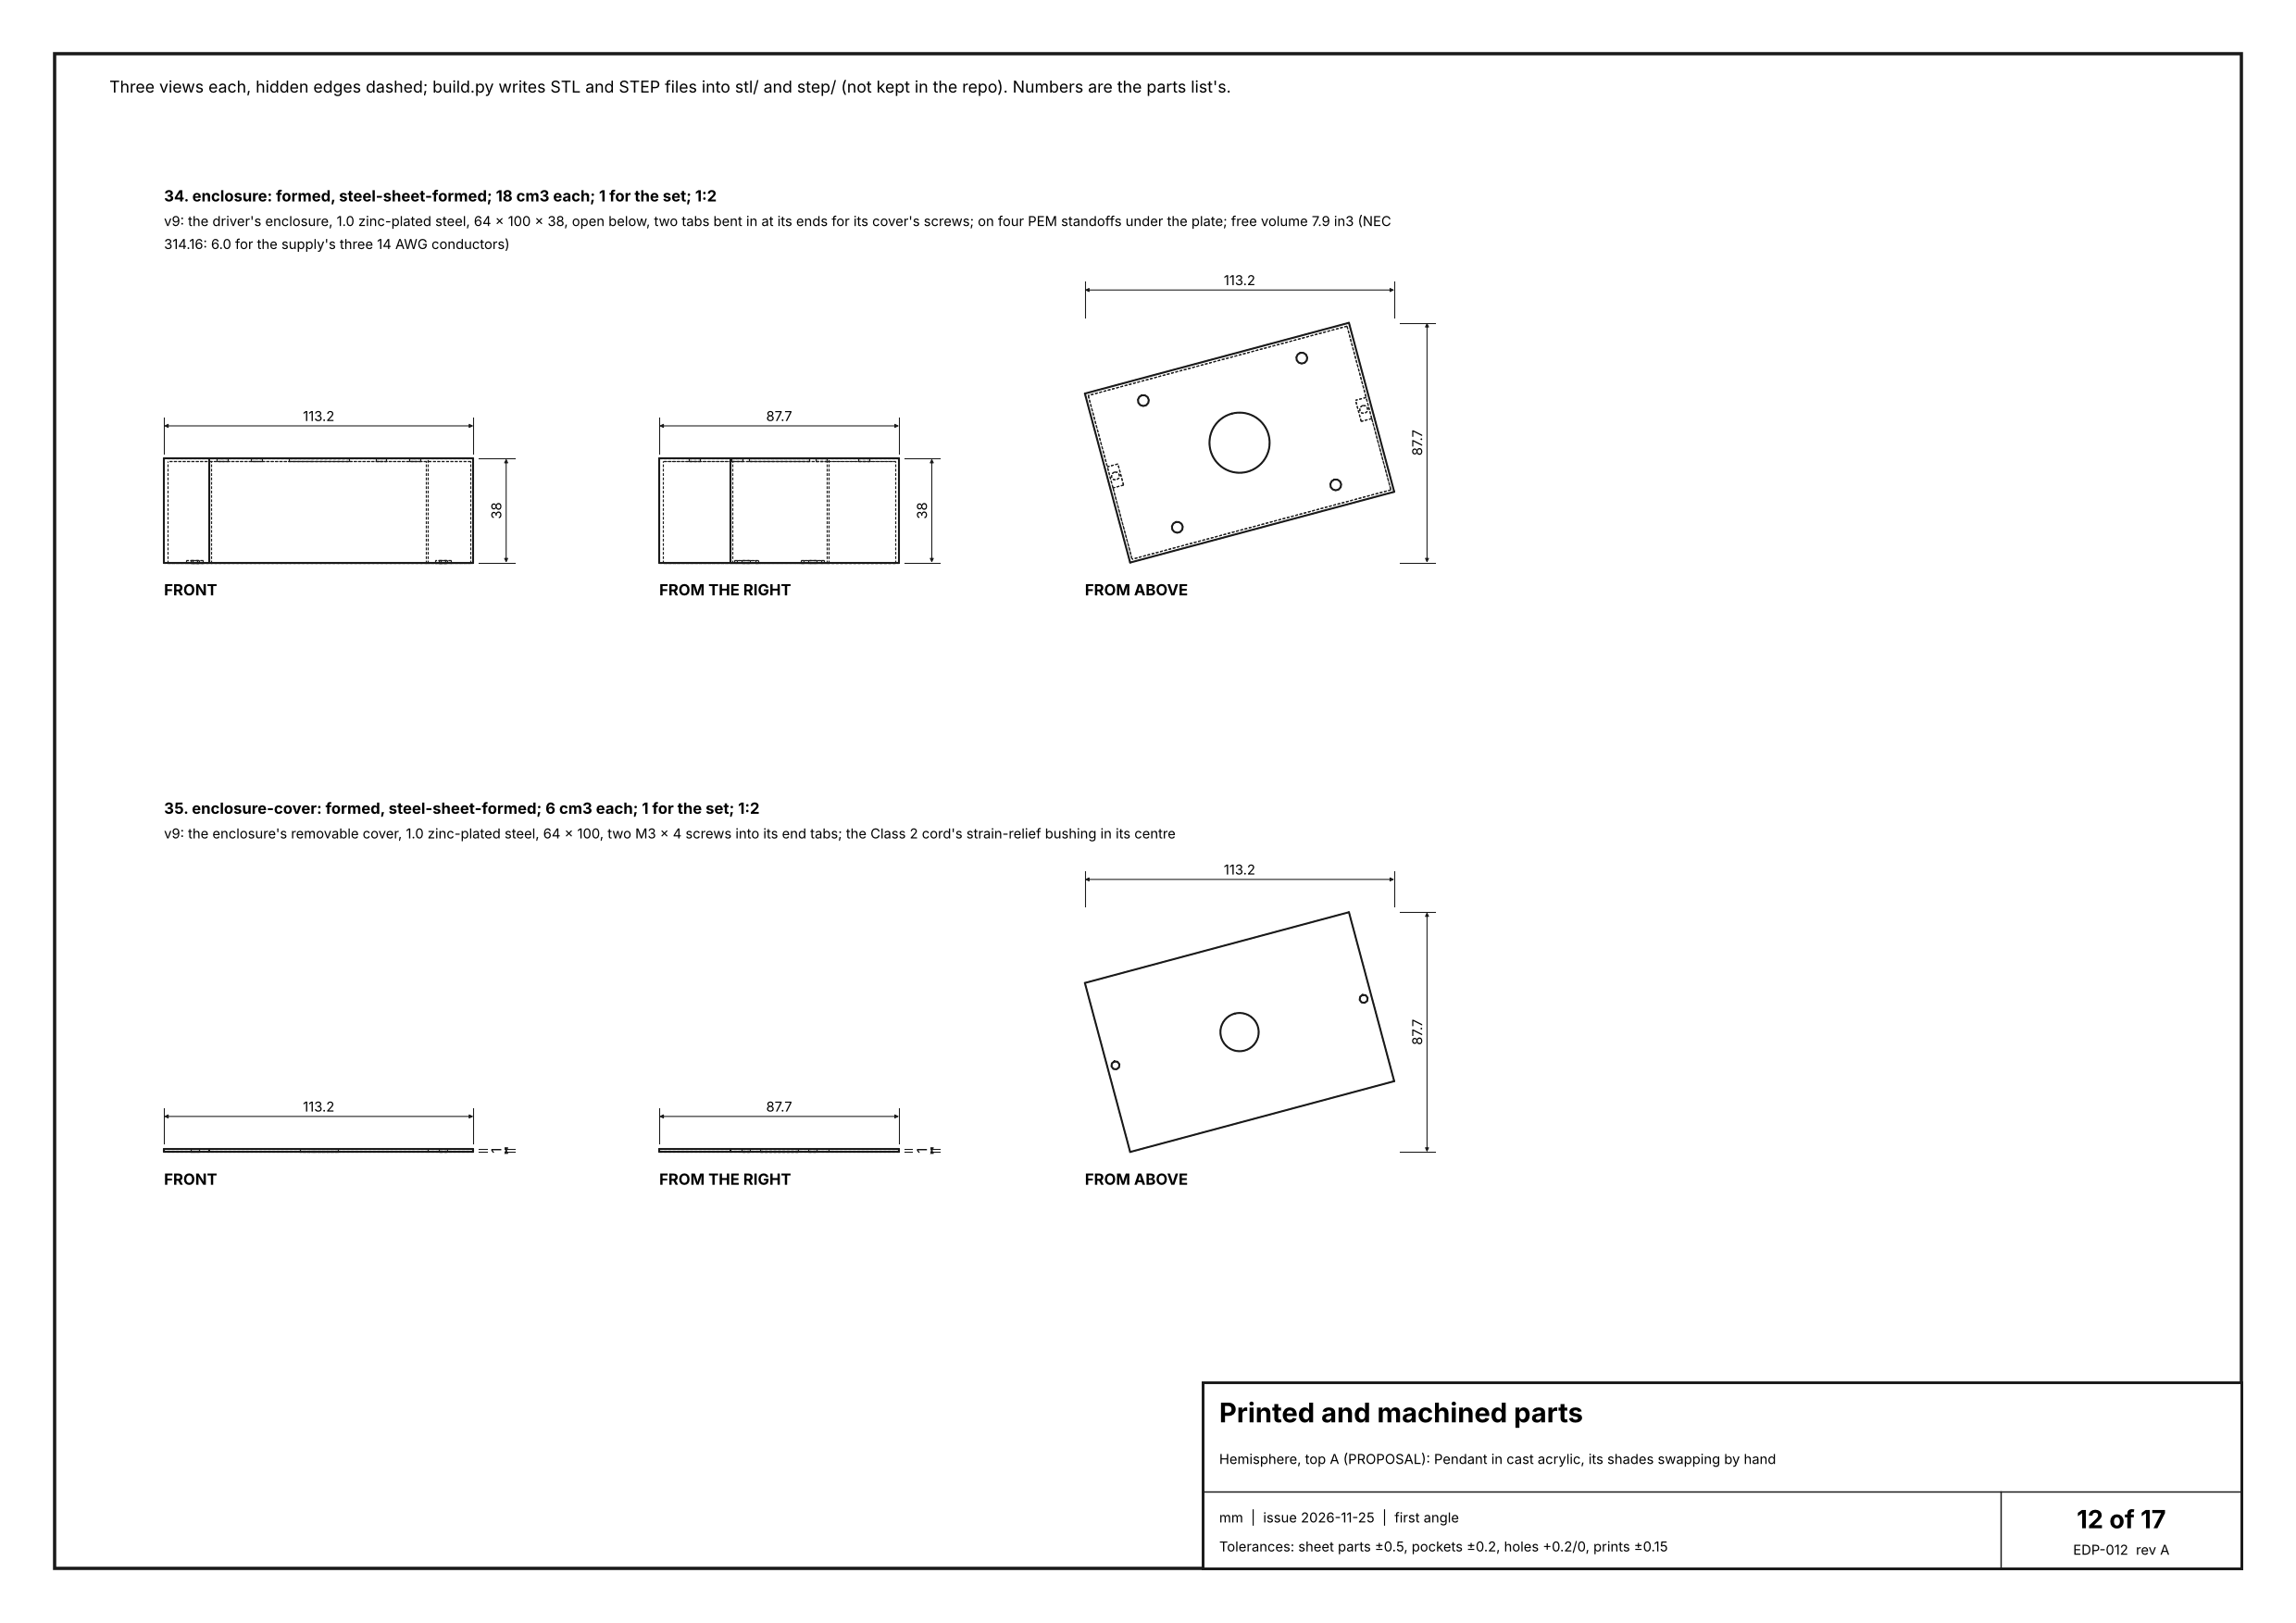 Three views each, hidden edges dashed; build.py writes STL and STEP files into stl/ and step/ (not kept in the repo). Numbers are the parts list's.
34. enclosure: formed, steel-sheet-formed; 18 cm3 each; 1 for the set; 1:2
v9: the driver's enclosure, 1.0 zinc-plated steel, 64 × 100 × 38, open below, two tabs bent in at its ends for its cover's screws; on four PEM standoffs under the plate; free volume 7.9 in3 (NEC
314.16: 6.0 for the supply's three 14 AWG conductors)
113.2
38
FRONT
87.7
38
FROM THE RIGHT
113.2
87.7
FROM ABOVE
35. enclosure-cover: formed, steel-sheet-formed; 6 cm3 each; 1 for the set; 1:2
v9: the enclosure's removable cover, 1.0 zinc-plated steel, 64 × 100, two M3 × 4 screws into its end tabs; the Class 2 cord's strain-relief bushing in its centre
113.2
1
FRONT
87.7
1
FROM THE RIGHT
113.2
87.7
FROM ABOVE
Printed and machined parts
Hemisphere, top A (PROPOSAL): Pendant in cast acrylic, its shades swapping by hand
mm | issue 2026-11-25 | first angle
Tolerances: sheet parts ±0.5, pockets ±0.2, holes +0.2/0, prints ±0.15
12 of 17
EDP-012 rev A